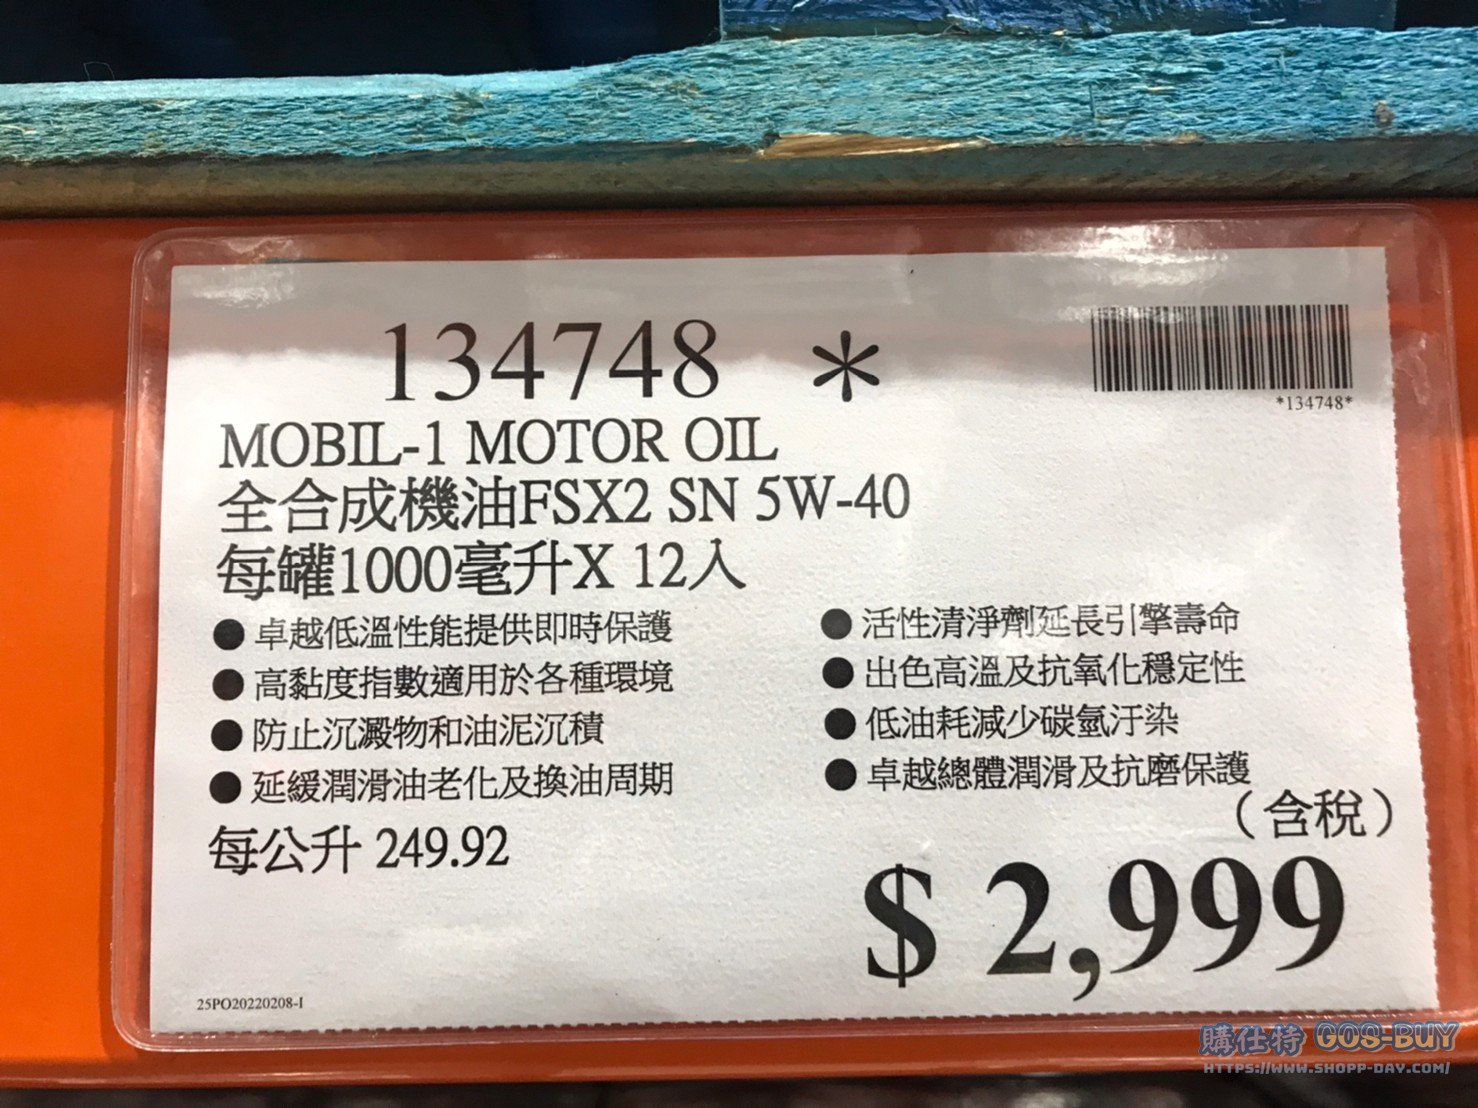 134748 *
*134748*
MOBIL-1 MOTOR OIL
全合成機油FSX2 SN 5W-40
每罐1000毫升X 12入
●卓越低溫性能提供即時保護
●活性清淨劑延長引擎壽命
●高黏度指數適用於各種環境
●出色高溫及抗氧化穩定性
●防止沉澱物和油泥沉積
●低油耗減少碳氫汙染
●延緩潤滑油老化及換油周期
●卓越總體潤滑及抗磨保護
(含稅)
每公升 249.92
$ 2,999
25PO20220208-I
購仕特 GOS-BUY
HTTPS://WWW.SHOPP-DAY.COM/